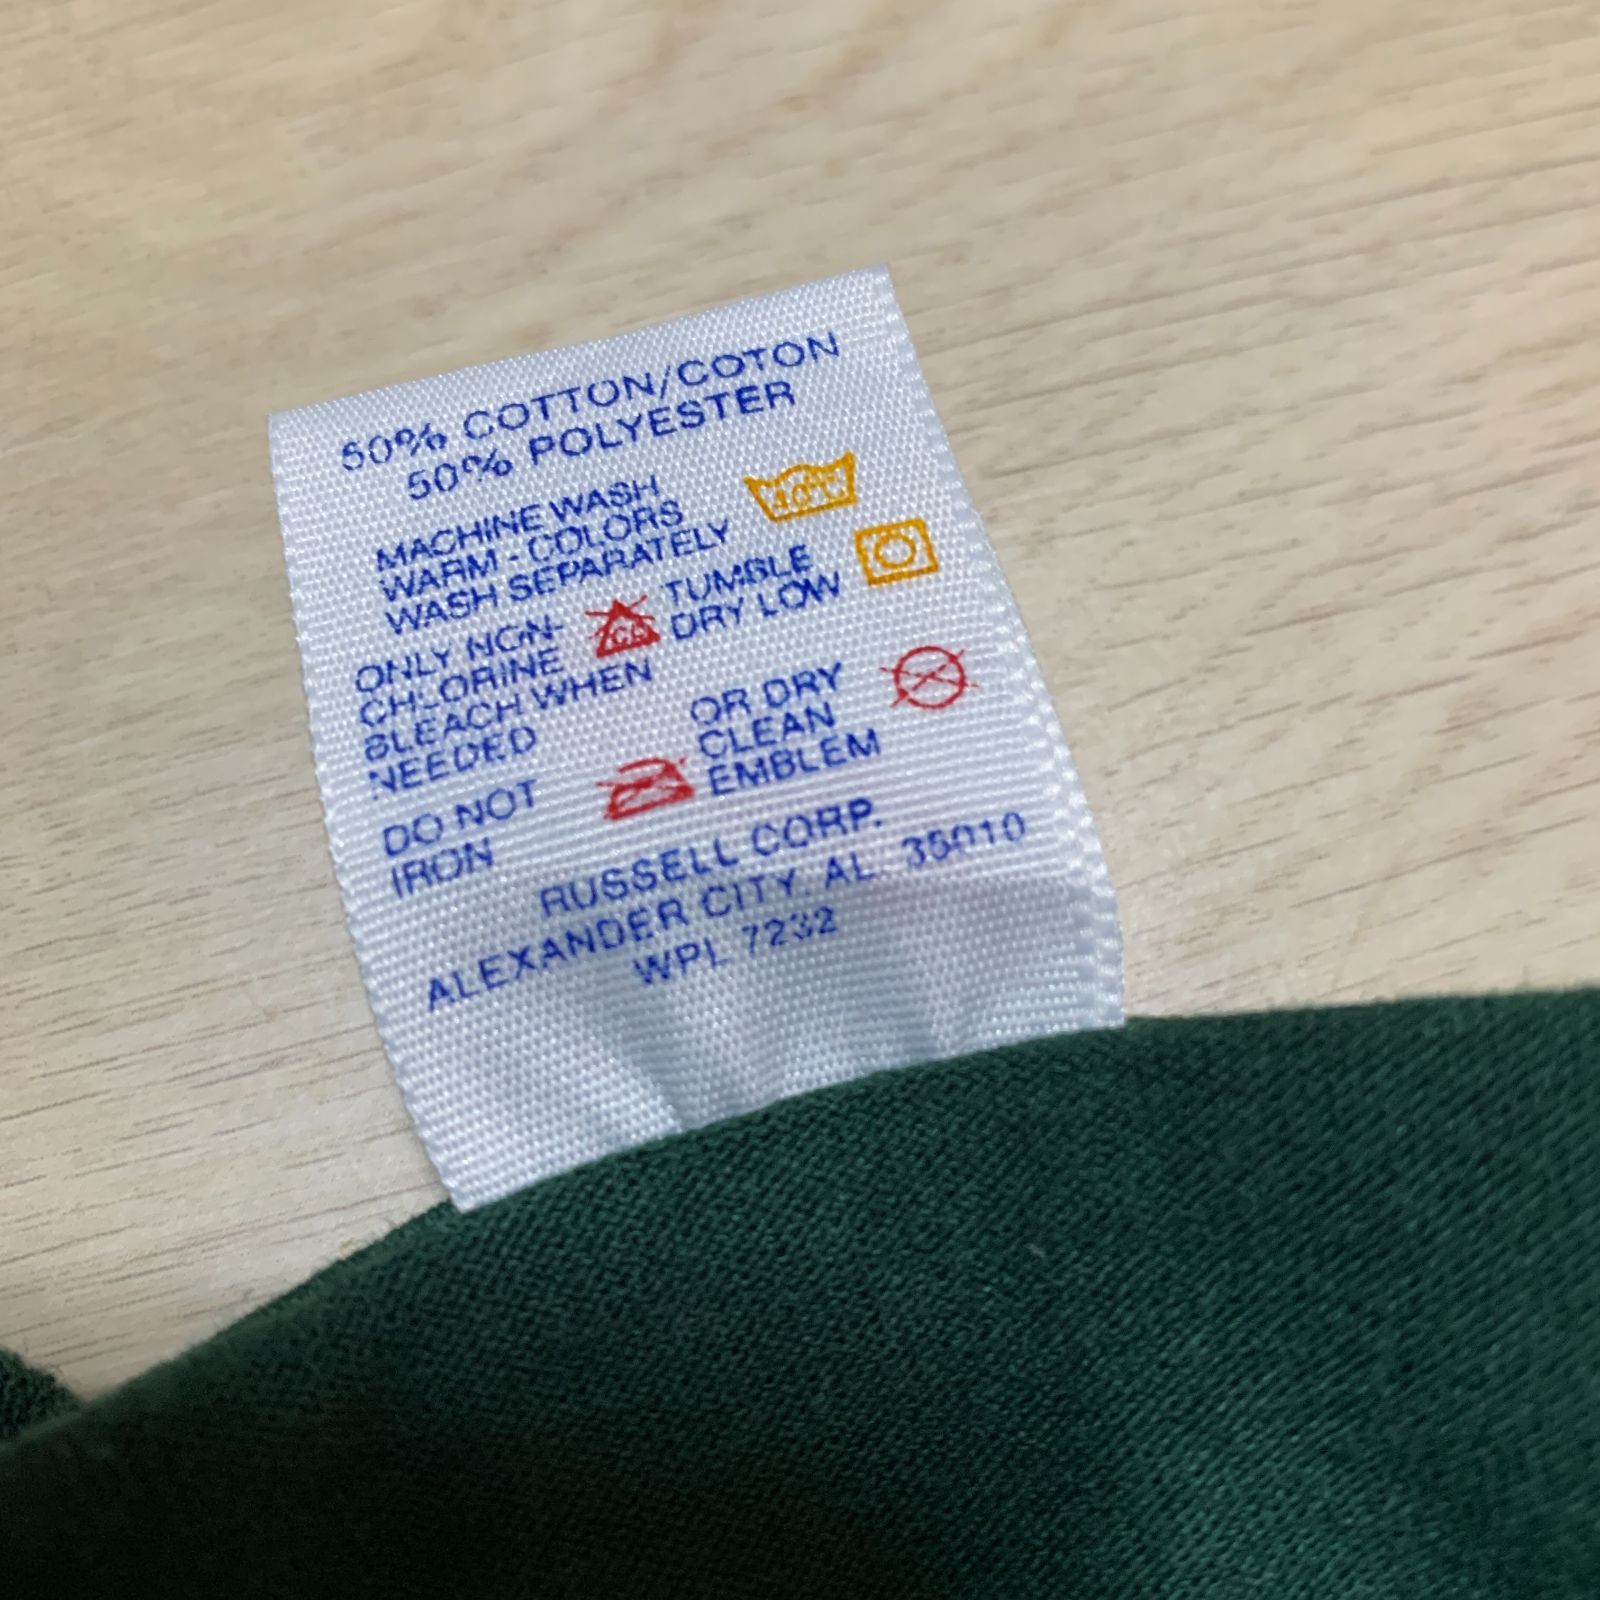 50% COTTON/COTON
50% POLYESTER
MACHINE WASH
WARM - COLORS
WASH SEPARATELY
40°C
ONLY NON-
CHLORINE
BLEACH WHEN
NEEDED
CL
TUMBLE
DRY LOW
DO NOT
IRON
OR DRY
CLEAN
EMBLEM
RUSSELL CORP.
ALEXANDER CITY, AL. 35010
WPL 7232